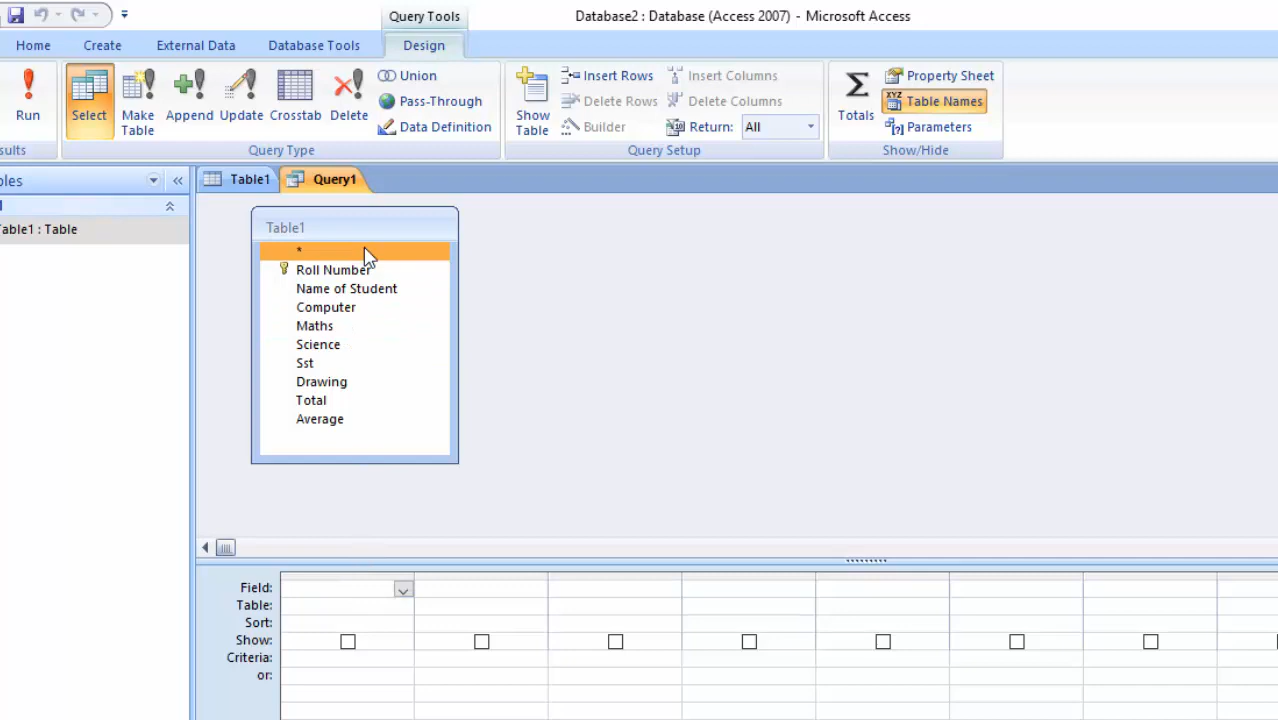 Query Tools
Database2 : Database (Access 2007) - Microsoft Access
Home Create External Data Database Tools Design
Run
Select
Make Table
Append
Update
Crosstab
Delete
Union
Pass-Through
Data Definition
Query Type
Show Table
Insert Rows
Delete Rows
Builder
Insert Columns
Delete Columns
Return: All
Query Setup
Totals
XYZ Table Names
Property Sheet
Parameters
Show/Hide
sults
les
Table1 Query1
able1 : Table
Table1
*
Roll Number
Name of Student
Computer
Maths
Science
Sst
Drawing
Total
Average
Field:
Table:
Sort:
Show:
Criteria:
or: